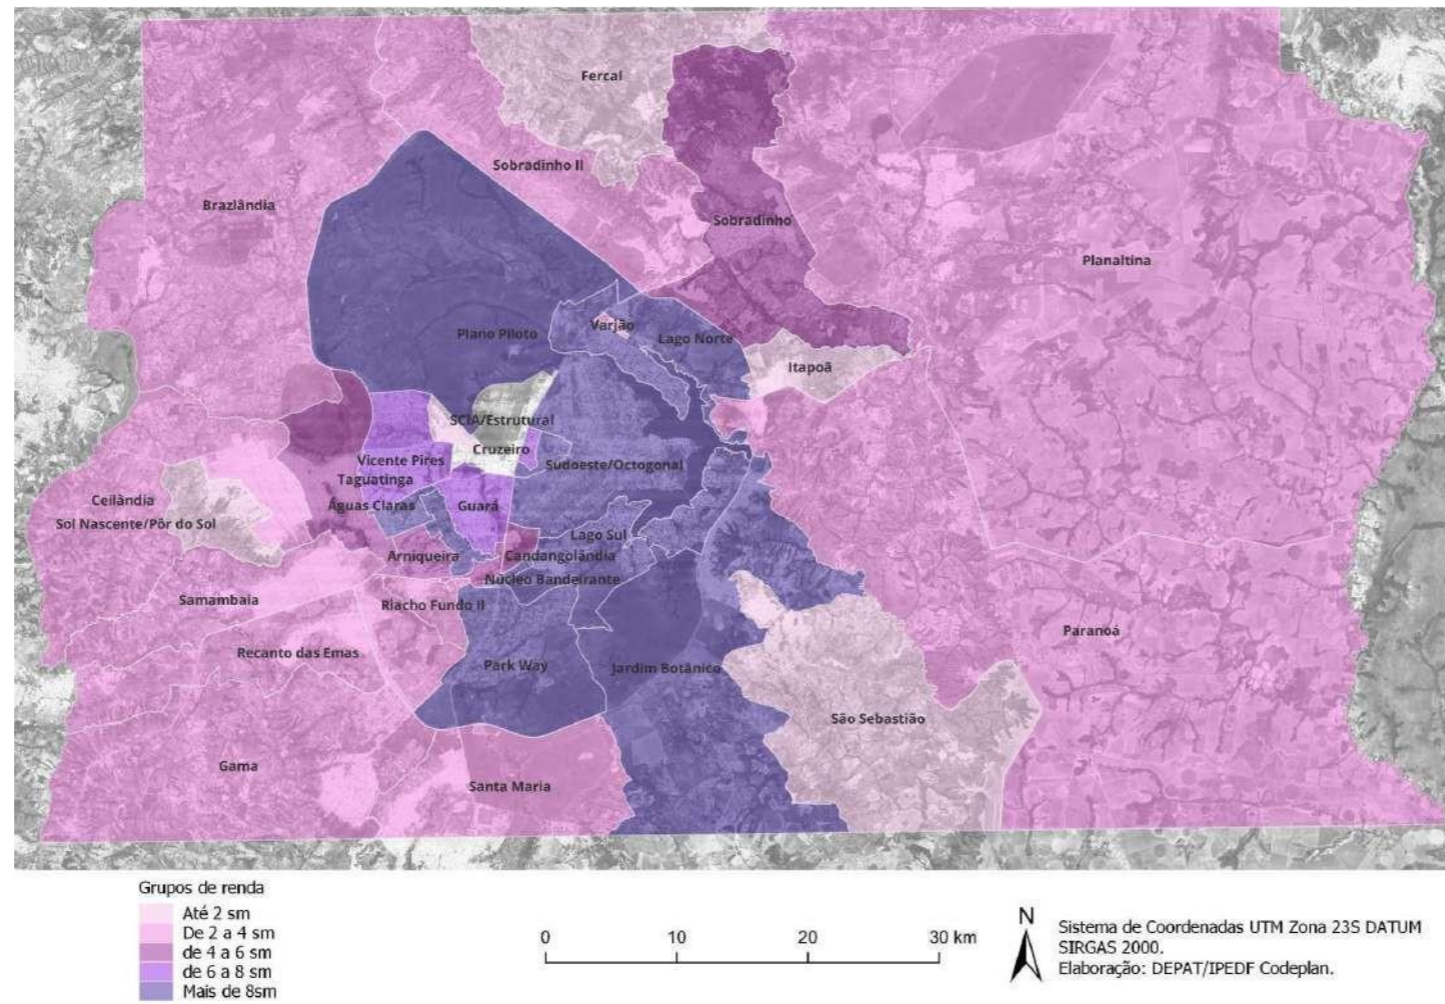 Fercal
Sobradinho II
Brazlândia
Sobradinho
Planaltina
Plano Piloto
Varjão
Lago Norte
Itapoã
SCIA/Estrutural
Cruzeiro
Vicente Pires
Sudoeste/Octogonal
Taguatinga
Ceilândia
Águas Claras
Guará
Sol Nascente/Pôr do Sol
Lago Sul
Arniqueira
Candangolândia
Núcleo Bandeirante
Samambaia
Riacho Fundo II
Paranoá
Recanto das Emas
Park Way
Jardim Botânico
São Sebastião
Gama
Santa Maria
Grupos de renda
Até 2 sm
De 2 a 4 sm
de 4 a 6 sm
de 6 a 8 sm
Mais de 8sm
0 10 20 30 km
N
Sistema de Coordenadas UTM Zona 23S DATUM
SIRGAS 2000.
Elaboração: DEPAT/IPEDF Codeplan.